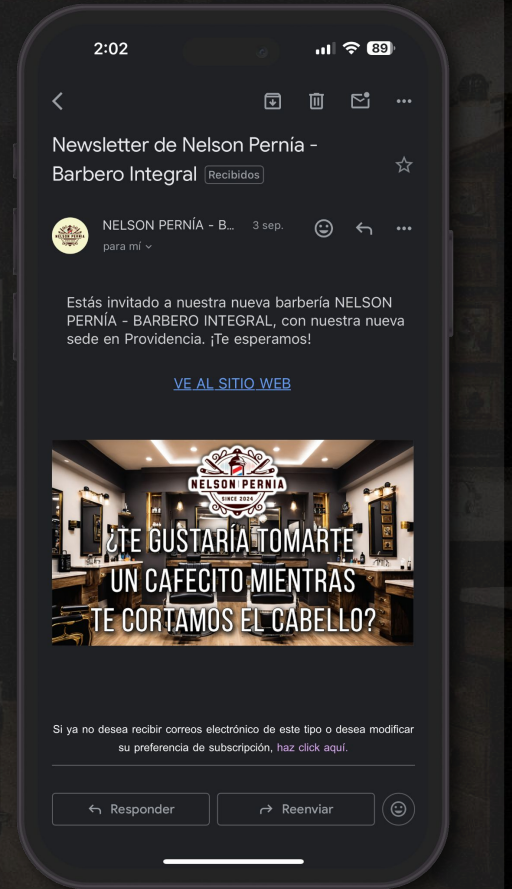 2:02
89
Newsletter de Nelson Pernía -
Barbero Integral Recibidos
NELSON PERNÍA - B... 3 sep.
para mí
Estás invitado a nuestra nueva barbería NELSON
PERNÍA - BARBERO INTEGRAL, con nuestra nueva
sede en Providencia. ¡Te esperamos!
VE AL SITIO WEB
NELSON PERNIA
SINCE 2024
¿TE GUSTARÍA TOMARTE
UN CAFECITO MIENTRAS
TE CORTAMOS EL CABELLO?
Si ya no desea recibir correos electrónico de este tipo o desea modificar
su preferencia de subscripción, haz click aquí.
Responder Reenviar